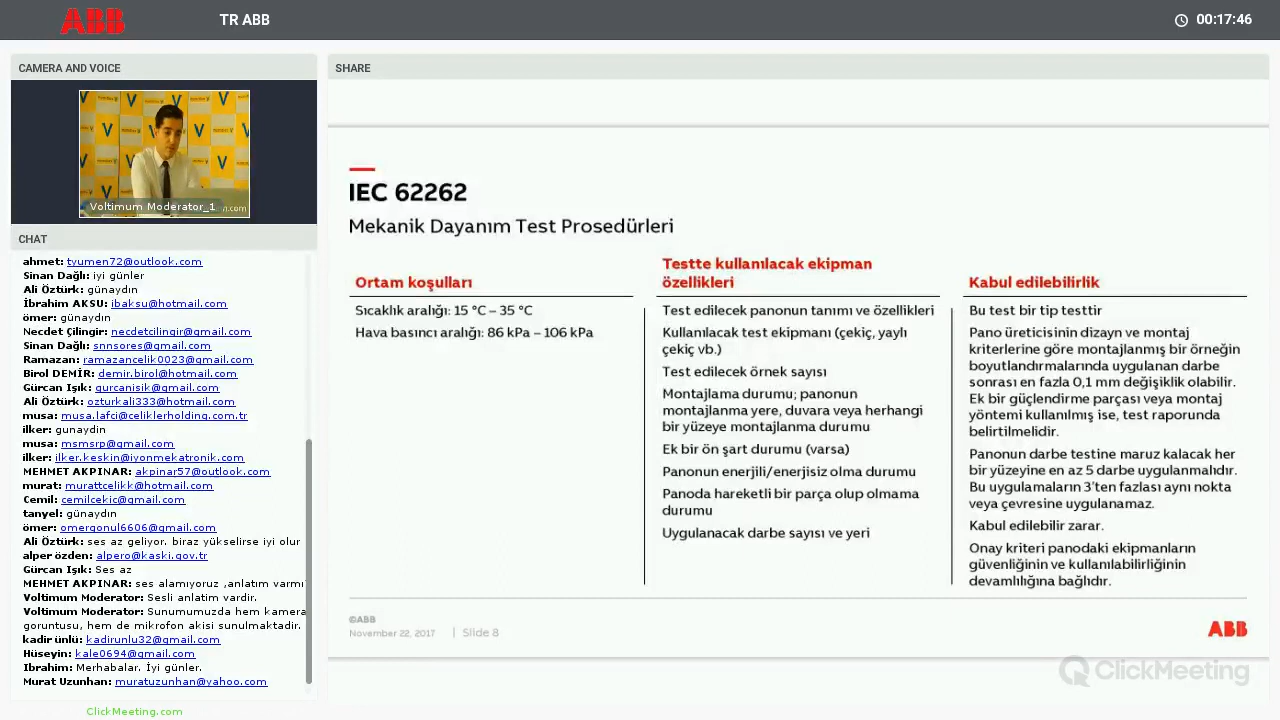 ABB
TR ABB
00:17:46
CAMERA AND VOICE
Voltimum Moderator_1
CHAT
ahmet: tyumen72@outlook.com
Sinan Dağlı: iyi günler
Ali Öztürk: günaydın
İbrahim AKSU: ibaksu@hotmail.com
ömer: günaydın
Necdet Çilingir: necdetcilingir@gmail.com
Sinan Dağlı: snnsores@gmail.com
Ramazan: ramazancelik0023@gmail.com
Birol DEMİR: demir.birol@hotmail.com
Gürcan Işık: gurcanisik@gmail.com
Ali Öztürk: ozturkali333@hotmail.com
musa: musa.lafci@celiklerholding.com.tr
ilker: gunaydin
musa: msmsrp@gmail.com
ilker: ilker.keskin@iyonmekatronik.com
MEHMET AKPINAR: akpinar57@outlook.com
murat: murattcelikk@hotmail.com
Cemil: cemilcekic@gmail.com
tanyel: günaydın
ömer: omergonul6606@gmail.com
Ali Öztürk: ses az geliyor. biraz yükselirse iyi olur
alper özden: alpero@kaski.gov.tr
Gürcan Işık: Ses az
MEHMET AKPINAR: ses alamıyoruz ,anlatım varmı
Voltimum Moderator: Sesli anlatim vardir.
Voltimum Moderator: Sunumumuzda hem kamera
goruntusu, hem de mikrofon akisi sunulmaktadir.
kadir ünlü: kadirunlu32@gmail.com
Hüseyin: kale0694@gmail.com
Ibrahim: Merhabalar. İyi günler.
Murat Uzunhan: muratuzunhan@yahoo.com
ClickMeeting.com
SHARE
IEC 62262
Mekanik Dayanım Test Prosedürleri
Ortam koşulları
Sıcaklık aralığı: 15 °C – 35 °C
Hava basıncı aralığı: 86 kPa – 106 kPa
Testte kullanılacak ekipman
özellikleri
Test edilecek panonun tanımı ve özellikleri
Kullanılacak test ekipmanı (çekiç, yaylı
çekiç vb.)
Test edilecek örnek sayısı
Montajlama durumu; panonun
montajlanma yere, duvara veya herhangi
bir yüzeye montajlanma durumu
Ek bir ön şart durumu (varsa)
Panonun enerjili/enerjisiz olma durumu
Panoda hareketli bir parça olup olmama
durumu
Uygulanacak darbe sayısı ve yeri
Kabul edilebilirlik
Bu test bir tip testtir
Pano üreticisinin dizayn ve montaj
kriterlerine göre montajlanmış bir örneğin
boyutlandırmalarında uygulanan darbe
sonrası en fazla 0,1 mm değişiklik olabilir.
Ek bir güçlendirme parçası veya montaj
yöntemi kullanılmış ise, test raporunda
belirtilmelidir.
Panonun darbe testine maruz kalacak her
bir yüzeyine en az 5 darbe uygulanmalıdır.
Bu uygulamaların 3'ten fazlası aynı nokta
veya çevresine uygulanamaz.
Kabul edilebilir zarar.
Onay kriteri panodaki ekipmanların
güvenliğinin ve kullanılabilirliğinin
devamlılığına bağlıdır.
©ABB
November 22, 2017 | Slide 8
ABB
ClickMeeting